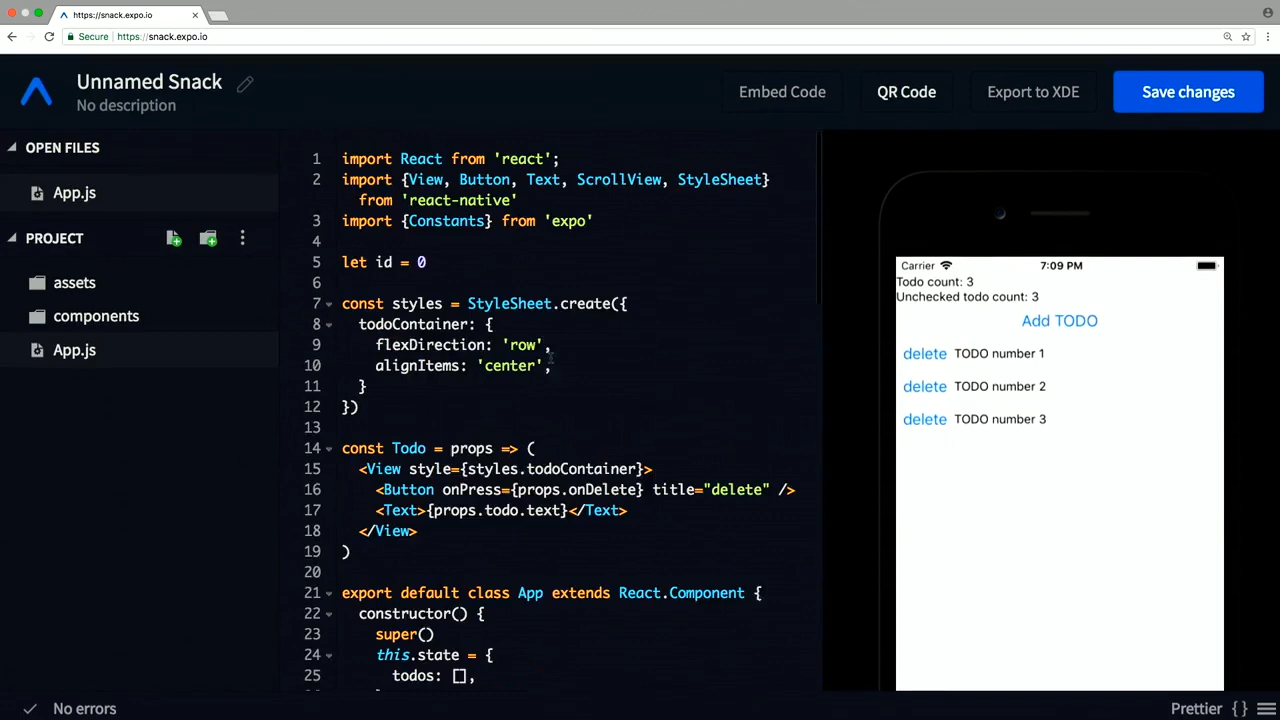 https://snack.expo.io
Secure | https://snack.expo.io
Unnamed Snack
No description
Embed Code
QR Code
Export to XDE
Save changes
OPEN FILES
App.js
PROJECT
assets
components
App.js
1 import React from 'react';
2 import {View, Button, Text, ScrollView, StyleSheet}
from 'react-native'
3 import {Constants} from 'expo'
4
5 let id = 0
6
7 const styles = StyleSheet.create({
8 todoContainer: {
9 flexDirection: 'row',
10 alignItems: 'center',
11 }
12 })
13
14 const Todo = props => (
15 <View style={styles.todoContainer}>
16 <Button onPress={props.onDelete} title="delete" />
17 <Text>{props.todo.text}</Text>
18 </View>
19 )
20
21 export default class App extends React.Component {
22 constructor() {
23 super()
24 this.state = {
25 todos: [],
Carrier 7:09 PM
Todo count: 3
Unchecked todo count: 3
Add TODO
delete TODO number 1
delete TODO number 2
delete TODO number 3
No errors
Prettier { }